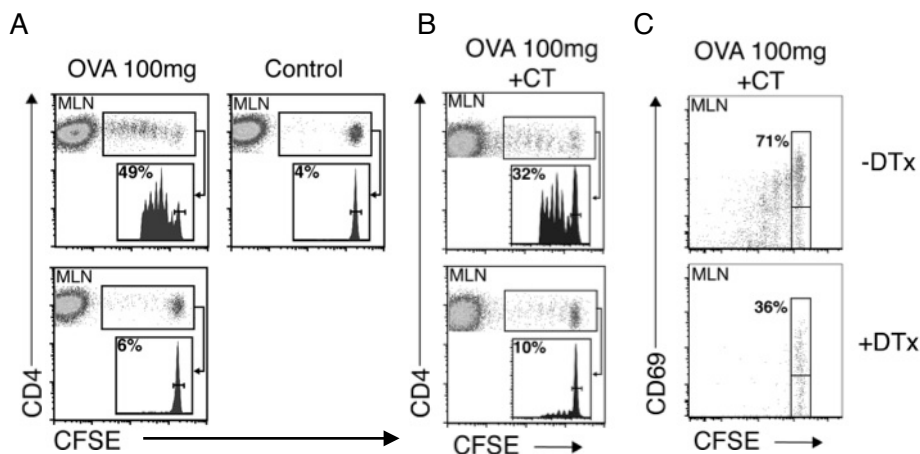 A
OVA 100mg
Control
MLN
49%
MLN
4%
MLN
6%
CD4
CFSE
B
OVA 100mg
+CT
MLN
32%
MLN
10%
CD4
CFSE
C
OVA 100mg
+CT
MLN
71%
-DTx
MLN
36%
+DTx
CD69
CFSE